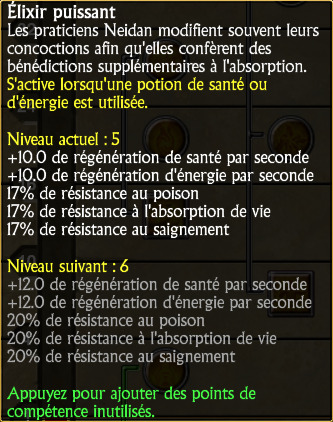 Élixir puissant
Les praticiens Neidan modifient souvent leurs
concoctions afin qu'elles confèrent des
bénédictions supplémentaires à l'absorption.
S'active lorsqu'une potion de santé ou
d'énergie est utilisée.
Niveau actuel : 5
+10.0 de régénération de santé par seconde
+10.0 de régénération d'énergie par seconde
17% de résistance au poison
17% de résistance à l'absorption de vie
17% de résistance au saignement
Niveau suivant : 6
+12.0 de régénération de santé par seconde
+12.0 de régénération d'énergie par seconde
20% de résistance au poison
20% de résistance à l'absorption de vie
20% de résistance au saignement
Appuyez pour ajouter des points de
compétence inutilisés.